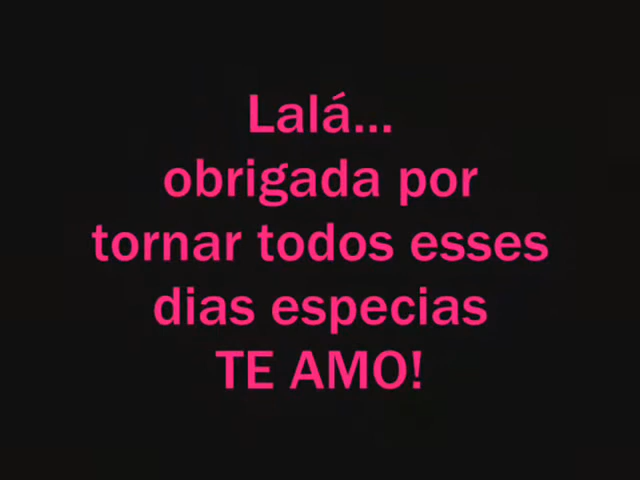 Lalá...
obrigada por
tornar todos esses
dias especias
TE AMO!